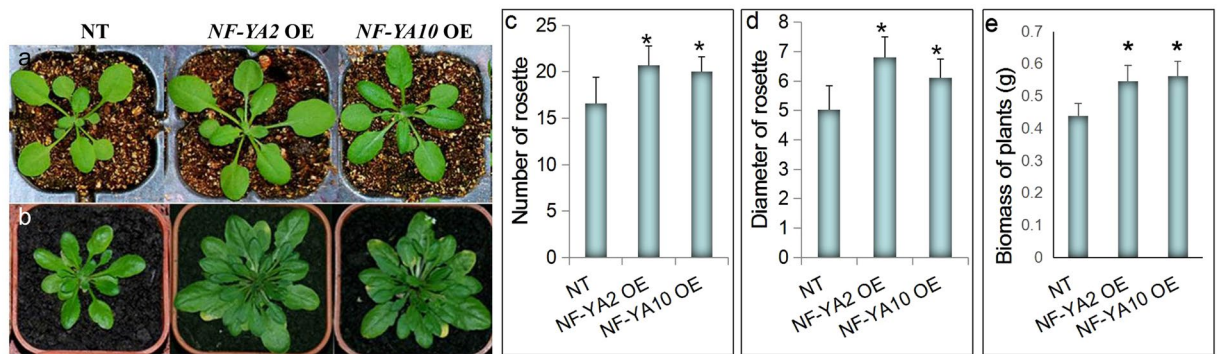 NT NF-YA2 OE NF-YA10 OE
a
b
c
Number of rosette
25
20
15
10
5
0
NT
NF-YA2 OE
NF-YA10 OE
*
*
d
Diameter of rosette
8
7
6
5
4
3
2
1
0
NT
NF-YA2 OE
NF-YA10 OE
*
*
e
Biomass of plants (g)
0.7
0.6
0.5
0.4
0.3
0.2
0.1
0
NT
NF-YA2 OE
NF-YA10 OE
*
*